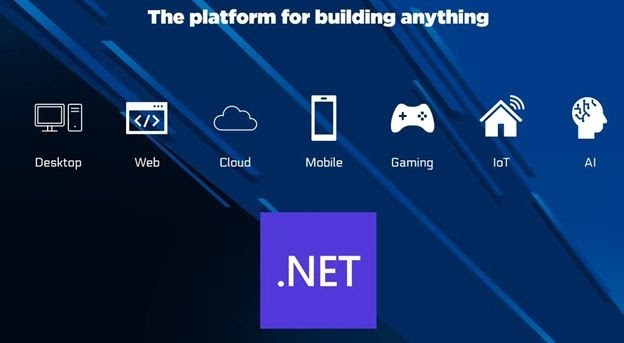 The platform for building anything
</>
Desktop
Web
Cloud
Mobile
Gaming
IoT
AI
.NET